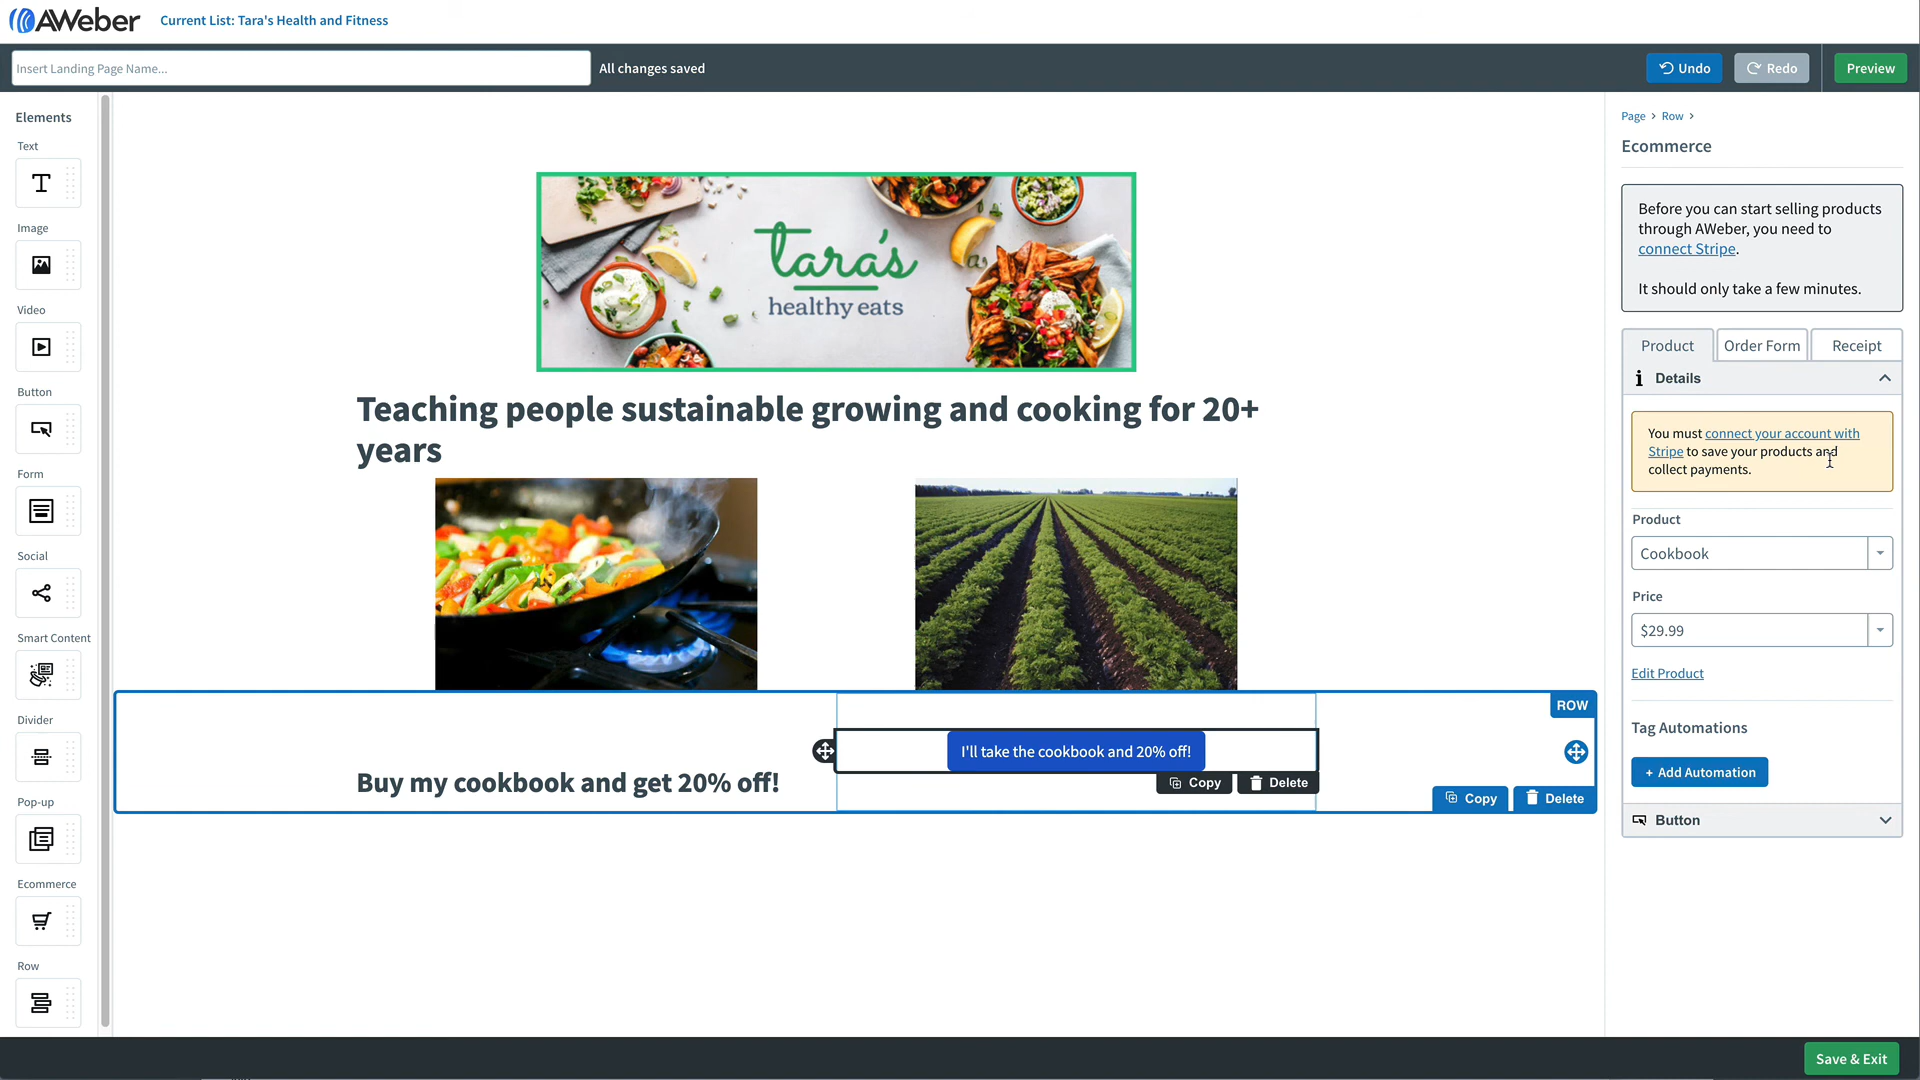 AWeber
Current List: Tara's Health and Fitness
Insert Landing Page Name...
All changes saved
Undo
Redo
Preview
Elements
Text
Image
Video
Button
Form
Social
Smart Content
Divider
Pop-up
Ecommerce
Row
tara's
healthy eats
Teaching people sustainable growing and cooking for 20+
years
ROW
Buy my cookbook and get 20% off!
I'll take the cookbook and 20% off!
Copy
Delete
Copy
Delete
Page > Row >
Ecommerce
Before you can start selling products
through AWeber, you need to
connect Stripe.
It should only take a few minutes.
Product
Order Form
Receipt
Details
You must connect your account with
Stripe to save your products and
collect payments.
Product
Cookbook
Price
$29.99
Edit Product
Tag Automations
+ Add Automation
Button
Save & Exit